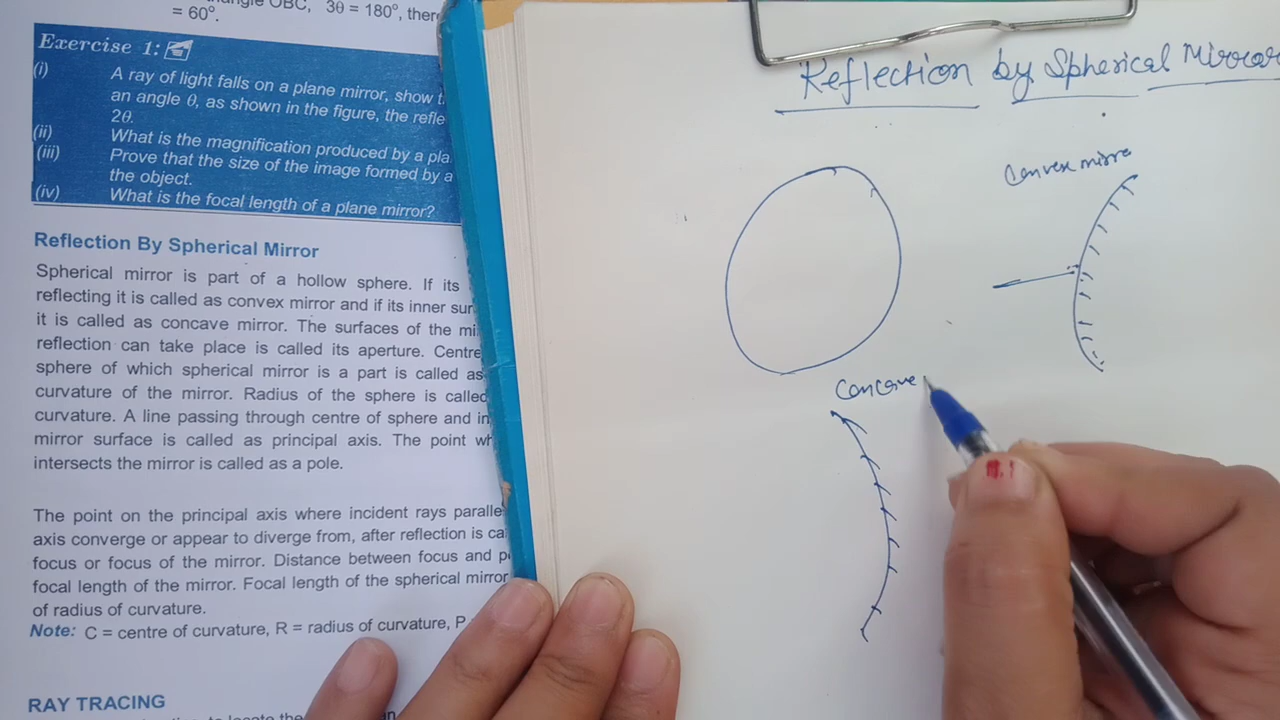 OBC, 3θ = 180°, ther
= 60°.
Exercise 1:
(i) A ray of light falls on a plane mirror, show t
an angle θ, as shown in the figure, the refle
2θ.
(ii) What is the magnification produced by a pla
(iii) Prove that the size of the image formed by a
the object.
(iv) What is the focal length of a plane mirror?
Reflection By Spherical Mirror
Spherical mirror is part of a hollow sphere. If its
reflecting it is called as convex mirror and if its inner sur
it is called as concave mirror. The surfaces of the mi
reflection can take place is called its aperture. Centre
sphere of which spherical mirror is a part is called as
curvature of the mirror. Radius of the sphere is called
curvature. A line passing through centre of sphere and in
mirror surface is called as principal axis. The point wh
intersects the mirror is called as a pole.
The point on the principal axis where incident rays paralle
axis converge or appear to diverge from, after reflection is ca
focus or focus of the mirror. Distance between focus and p
focal length of the mirror. Focal length of the spherical mirror
of radius of curvature.
Note: C = centre of curvature, R = radius of curvature, P
RAY TRACING
Reflection by Spherical Mirror
Convex mirro
Concave